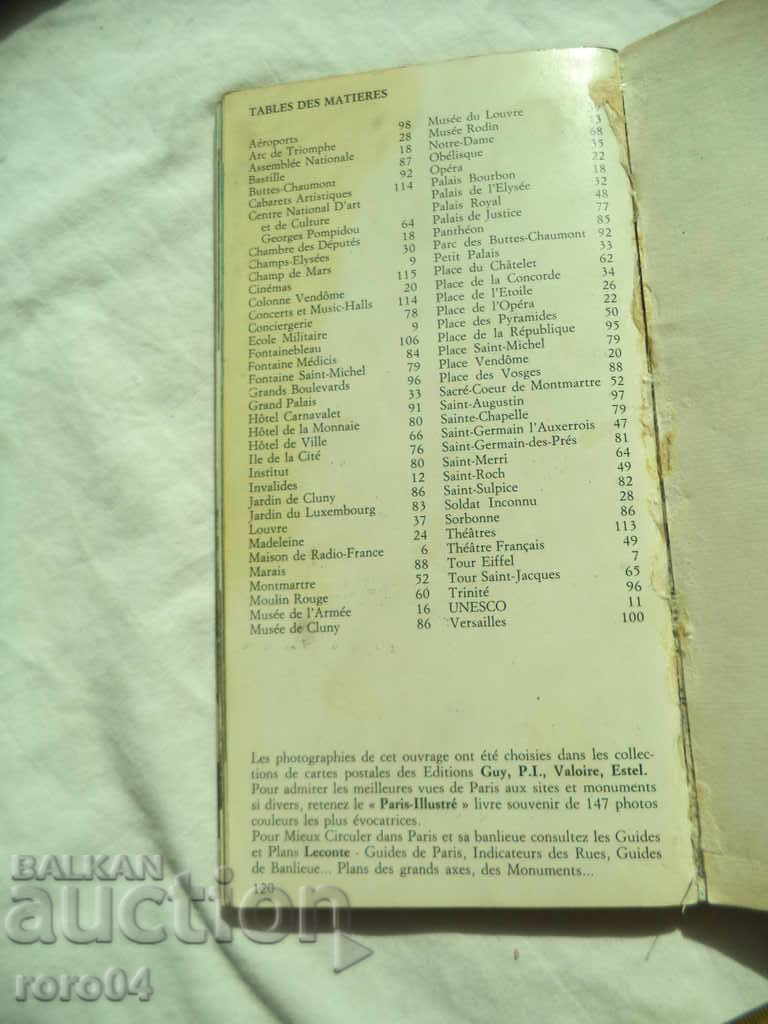 TABLES DES MATIERES
Aéroports 98
Arc de Triomphe 28
Assemblée Nationale 18
Bastille 87
Buttes-Chaumont 92
Cabarets Artistiques 114
Centre National D'art
et de Culture
Georges Pompidou 64
Chambre des Députés 18
Champs-Elysées 30
Champ de Mars 9
Cinémas 115
Colonne Vendôme 20
Concerts et Music-Halls 114
Conciergerie 78
Ecole Militaire 9
Fontainebleau 106
Fontaine Médicis 84
Fontaine Saint-Michel 79
Grands Boulevards 96
Grand Palais 33
Hôtel Carnavalet 91
Hôtel de la Monnaie 80
Hôtel de Ville 66
Ile de la Cité 76
Institut 80
Invalides 12
Jardin de Cluny 86
Jardin du Luxembourg 83
Louvre 37
Madeleine 24
Maison de Radio-France 6
Marais 88
Montmartre 52
Moulin Rouge 60
Musée de l'Armée 16
Musée de Cluny 86
Musée du Louvre
Musée Rodin 13
Notre-Dame 68
Obélisque 35
Opéra 22
Palais Bourbon 18
Palais de l'Elysée 32
Palais Royal 48
Palais de Justice 77
Panthéon 85
Parc des Buttes-Chaumont 92
Petit Palais 33
Place du Châtelet 62
Place de la Concorde 34
Place de l'Etoile 26
Place de l'Opéra 22
Place des Pyramides 50
Place de la République 95
Place Saint-Michel 79
Place Vendôme 20
Place des Vosges 88
Sacré-Coeur de Montmartre 52
Saint-Augustin 97
Sainte-Chapelle 79
Saint-Germain l'Auxerrois 47
Saint-Germain-des-Prés 81
Saint-Merri 64
Saint-Roch 49
Saint-Sulpice 82
Soldat Inconnu 28
Sorbonne 86
Théâtres 113
Théâtre Français 49
Tour Eiffel 7
Tour Saint-Jacques 65
Trinité 96
UNESCO 11
Versailles 100
Les photographies de cet ouvrage ont été choisies dans les collec-
tions de cartes postales des Editions Guy, P.I., Valoire, Estel.
Pour admirer les meilleures vues de Paris aux sites et monuments
si divers, retenez le « Paris-Illustré » livre souvenir de 147 photos
couleurs les plus évocatrices.
Pour Mieux Circuler dans Paris et sa banlieue consultez les Guides
et Plans Leconte - Guides de Paris, Indicateurs des Rues, Guides
de Banlieue... Plans des grands axes, des Monuments...
120
BALKAN
auction
roro04